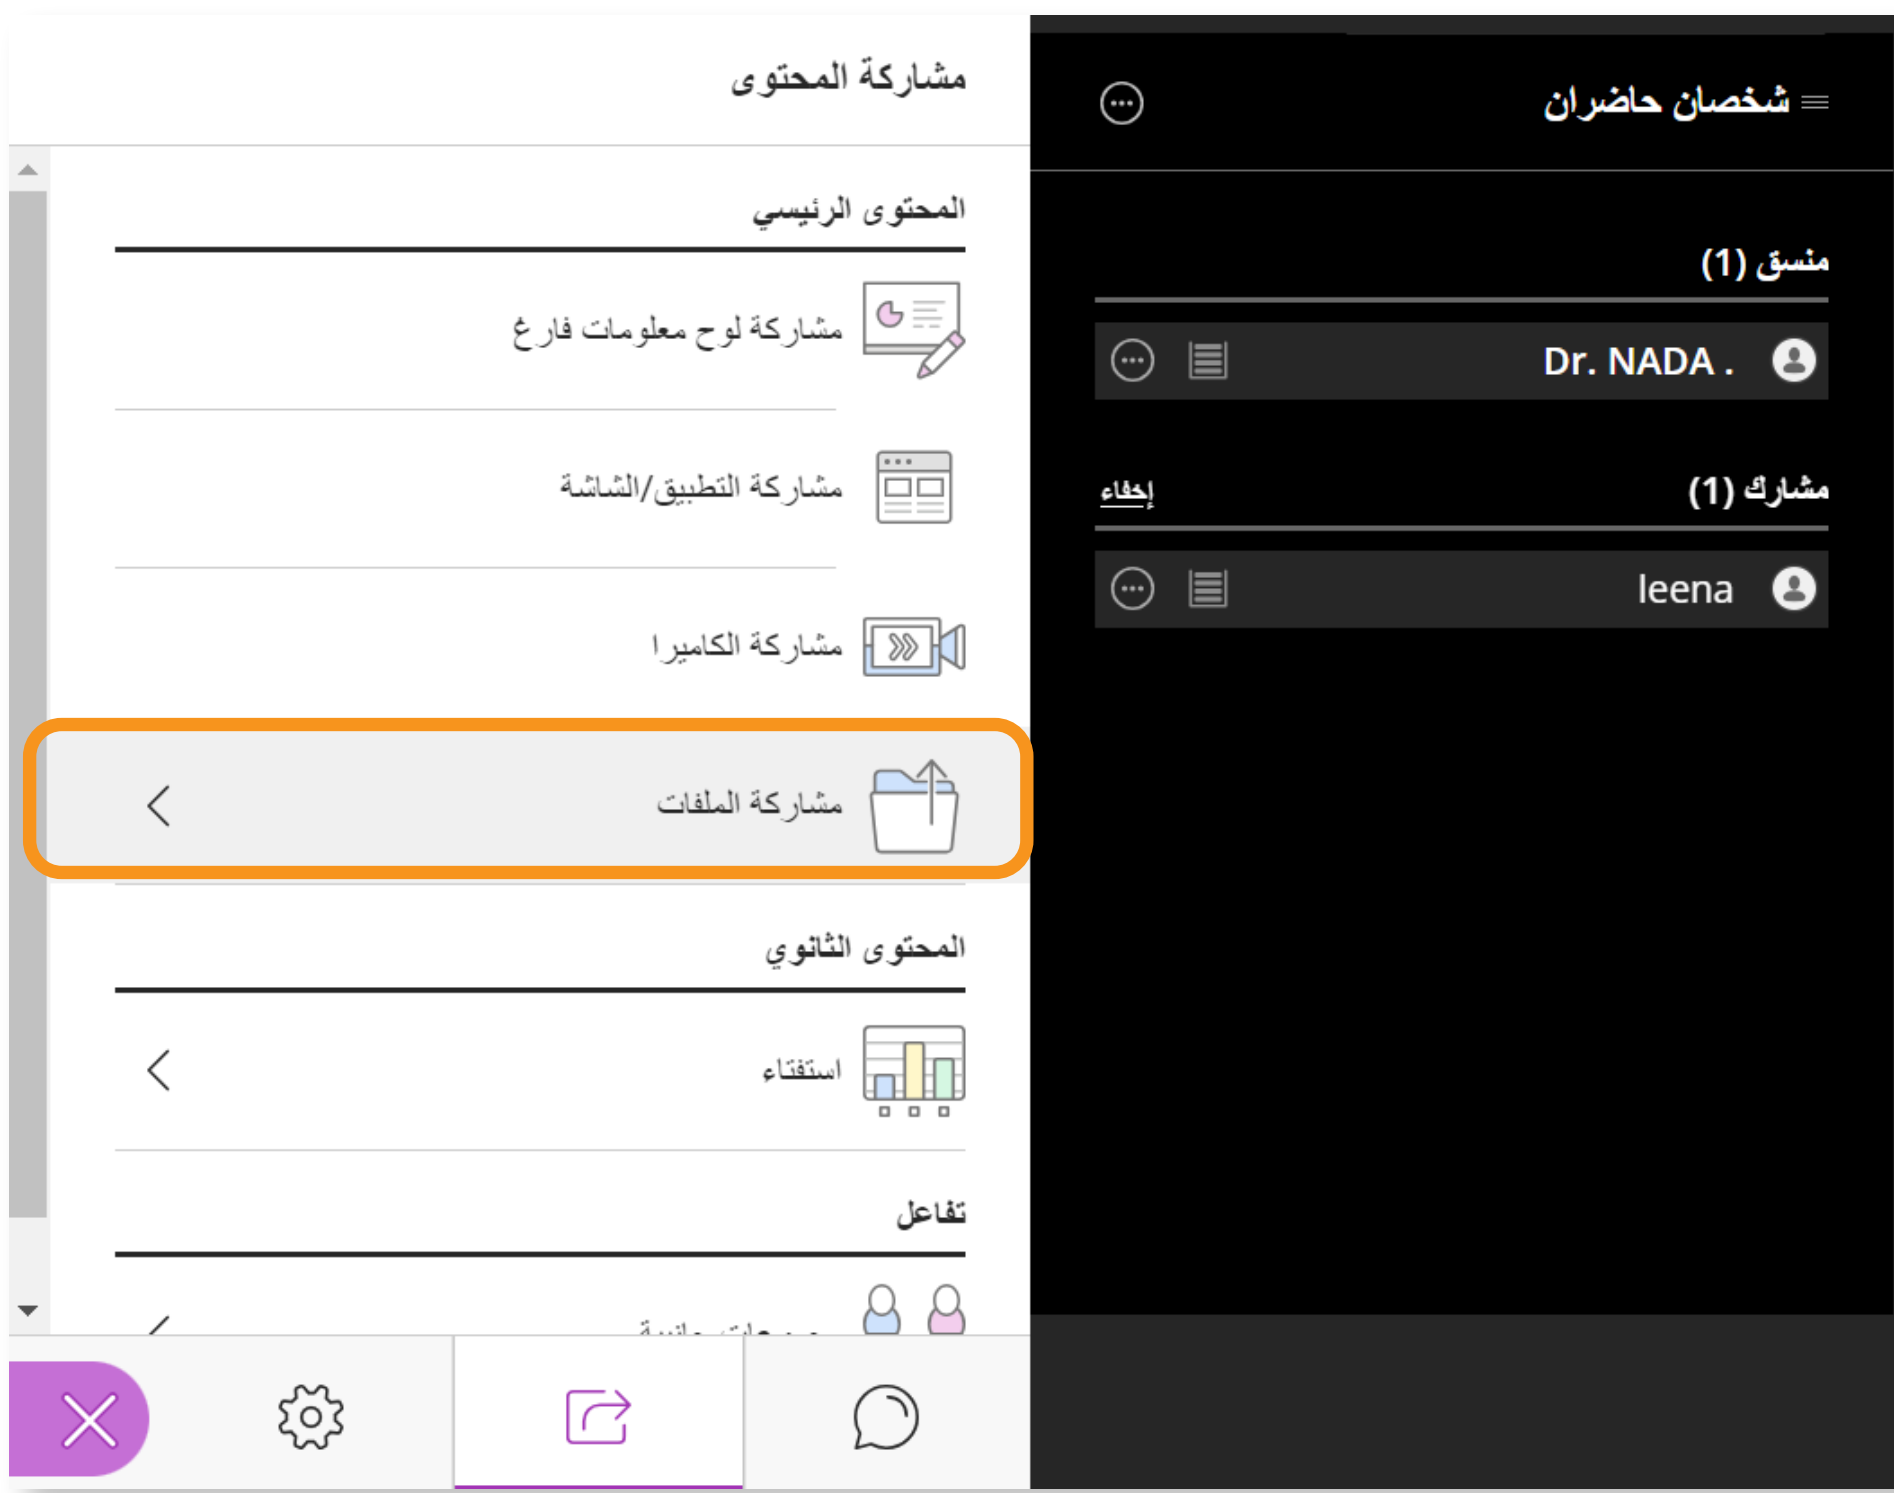 شخصان حاضران
منسق (1)
Dr. NADA .
مشارك (1)
إخفاء
leena
مشاركة المحتوى
المحتوى الرئيسي
مشاركة لوح معلومات فارغ
مشاركة التطبيق/الشاشة
مشاركة الكاميرا
مشاركة الملفات
المحتوى الثانوي
استفتاء
تفاعل